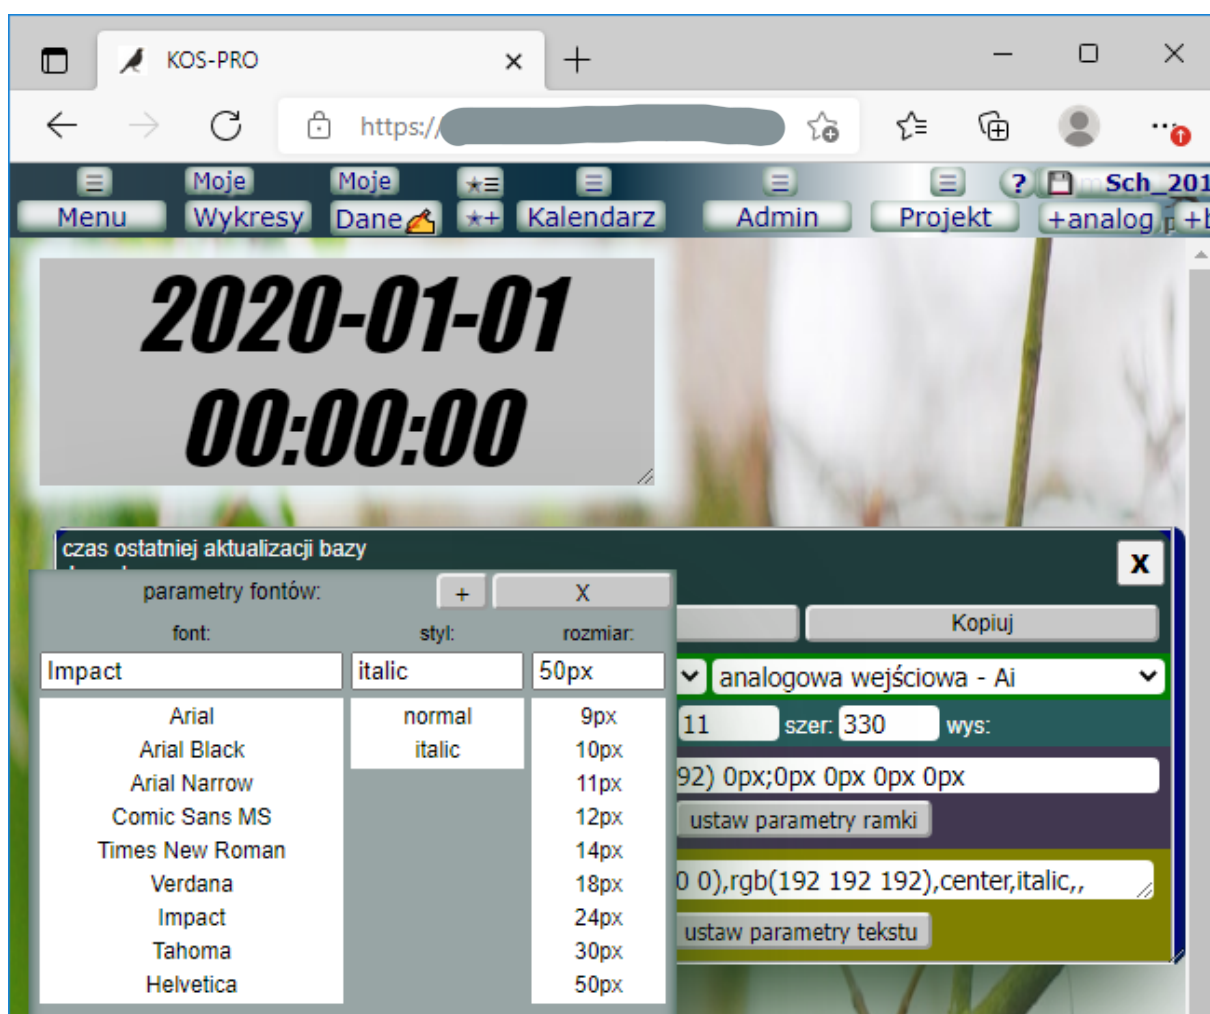 KOS-PRO
https://
Moje Moje ★☰ ? Sch_201
Menu Wykresy Dane ★+ Kalendarz Admin Projekt +analog +b
2020-01-01
00:00:00
czas ostatniej aktualizacji bazy
X
parametry fontów: + X
Kopiuj
font: styl: rozmiar:
Impact italic 50px
analogowa wejściowa - Ai
Arial normal 9px
11 szer: 330 wys:
Arial Black italic 10px
Arial Narrow 11px
92) 0px;0px 0px 0px 0px
Comic Sans MS 12px
ustaw parametry ramki
Times New Roman 14px
Verdana 18px
0 0),rgb(192 192 192),center,italic,,
Impact 24px
ustaw parametry tekstu
Tahoma 30px
Helvetica 50px